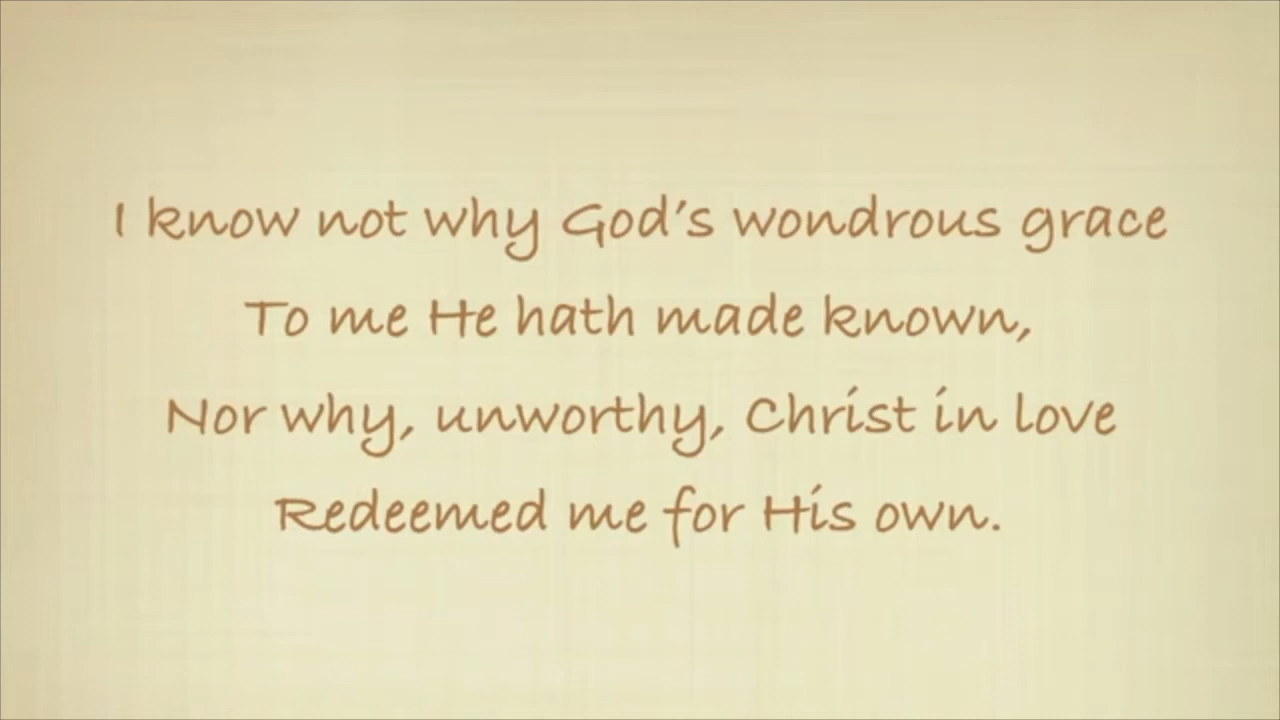 I know not why God's wondrous grace
To me He hath made known,
Nor why, unworthy, Christ in love
Redeemed me for His own.